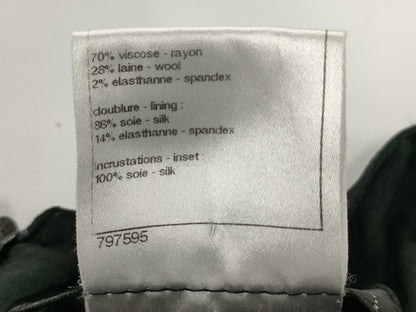 70% viscose - rayon
28% laine - wool
2% elasthanne - spandex
doublure - lining :
86% soie - silk
14% elasthanne - spandex
incrustations - inset :
100% soie - silk
797595